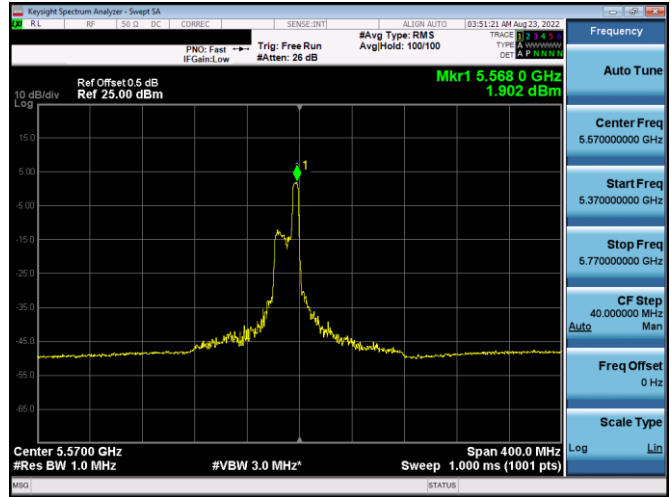 Keysight Spectrum Analyzer - Swept SA
LXI RL RF 50 Ω DC CORREC SENSE:INT ALIGN AUTO 03:51:21 AM Aug 23, 2022
#Avg Type: RMS TRACE 1 2 3 4 5 6
PNO: Fast Trig: Free Run Avg|Hold: 100/100 TYPE A WWWWW
IFGain:Low #Atten: 26 dB DET A P N N N N
Mkr1 5.568 0 GHz
Ref Offset 0.5 dB
10 dB/div Ref 25.00 dBm 1.902 dBm
Log
15.0
1
5.00
-5.00
-15.0
-25.0
-35.0
-45.0
-55.0
-65.0
Center 5.5700 GHz Span 400.0 MHz
#Res BW 1.0 MHz #VBW 3.0 MHz* Sweep 1.000 ms (1001 pts)
MSG STATUS
Frequency
Auto Tune
Center Freq
5.570000000 GHz
Start Freq
5.370000000 GHz
Stop Freq
5.770000000 GHz
CF Step
40.000000 MHz
Auto Man
Freq Offset
0 Hz
Scale Type
Log Lin